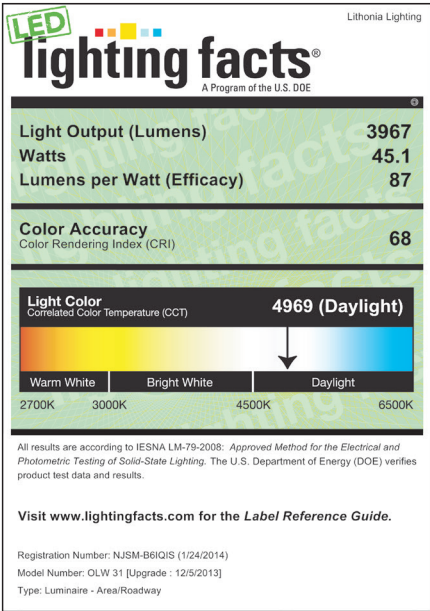 LED
Lithonia Lighting
lighting facts®
A Program of the U.S. DOE
Light Output (Lumens) 3967
Watts 45.1
Lumens per Watt (Efficacy) 87
Color Accuracy
Color Rendering Index (CRI) 68
Light Color
Correlated Color Temperature (CCT) 4969 (Daylight)
Warm White Bright White Daylight
2700K 3000K 4500K 6500K
All results are according to IESNA LM-79-2008: Approved Method for the Electrical and
Photometric Testing of Solid-State Lighting. The U.S. Department of Energy (DOE) verifies
product test data and results.
Visit www.lightingfacts.com for the Label Reference Guide.
Registration Number: NJSM-B6IQIS (1/24/2014)
Model Number: OLW 31 [Upgrade : 12/5/2013]
Type: Luminaire - Area/Roadway